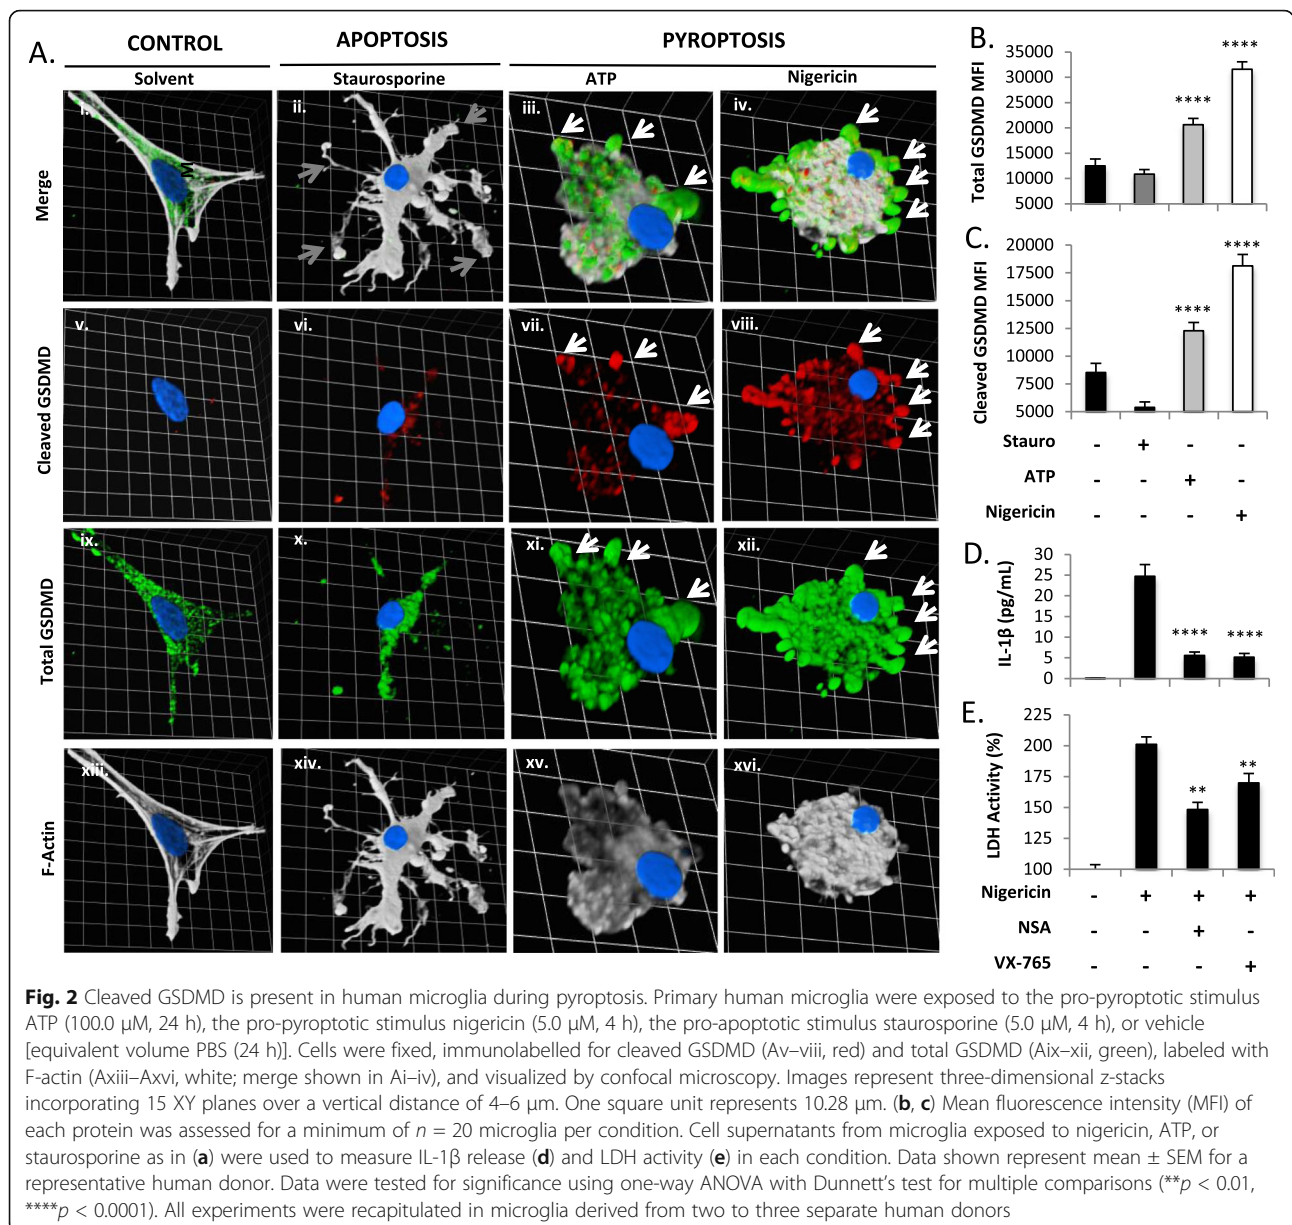 A.
CONTROL
APOPTOSIS
PYROPTOSIS
Solvent
Staurosporine
ATP
Nigericin
Merge
i.
ii.
iii.
iv.
Cleaved GSDMD
v.
vi.
vii.
viii.
Total GSDMD
ix.
x.
xi.
xii.
F-Actin
xiii.
xiv.
xv.
xvi.
B.
Total GSDMD MFI
35000
30000
25000
20000
15000
10000
5000
****
****
C.
Cleaved GSDMD MFI
20000
17500
15000
12500
10000
7500
5000
****
****
Stauro - + - -
ATP - - + -
Nigericin - - - +
D.
IL-1β (pg/mL)
30
25
20
15
10
5
0
**** ****
E.
LDH Activity (%)
225
200
175
150
125
100
**
**
Nigericin - + + +
NSA - - + -
VX-765 - - - +
Fig. 2 Cleaved GSDMD is present in human microglia during pyroptosis. Primary human microglia were exposed to the pro-pyroptotic stimulus
ATP (100.0 μM, 24 h), the pro-pyroptotic stimulus nigericin (5.0 μM, 4 h), the pro-apoptotic stimulus staurosporine (5.0 μM, 4 h), or vehicle
[equivalent volume PBS (24 h)]. Cells were fixed, immunolabelled for cleaved GSDMD (Av–viii, red) and total GSDMD (Aix–xii, green), labeled with
F-actin (Axiii–Axvi, white; merge shown in Ai–iv), and visualized by confocal microscopy. Images represent three-dimensional z-stacks
incorporating 15 XY planes over a vertical distance of 4–6 μm. One square unit represents 10.28 μm. (b, c) Mean fluorescence intensity (MFI) of
each protein was assessed for a minimum of n = 20 microglia per condition. Cell supernatants from microglia exposed to nigericin, ATP, or
staurosporine as in (a) were used to measure IL-1β release (d) and LDH activity (e) in each condition. Data shown represent mean ± SEM for a
representative human donor. Data were tested for significance using one-way ANOVA with Dunnett's test for multiple comparisons (**p < 0.01,
****p < 0.0001). All experiments were recapitulated in microglia derived from two to three separate human donors